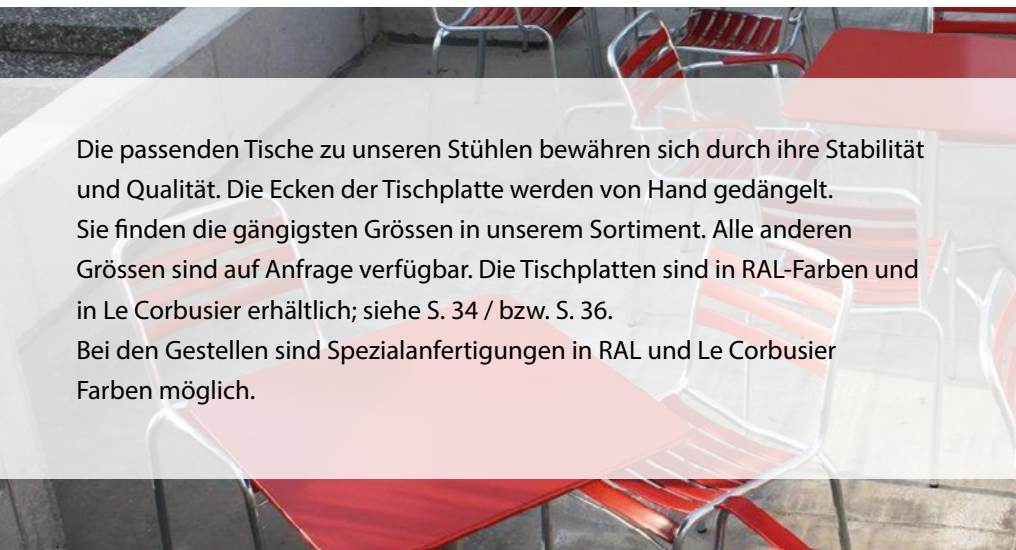 Die passenden Tische zu unseren Stühlen bewähren sich durch ihre Stabilität
und Qualität. Die Ecken der Tischplatte werden von Hand gedängelt.
Sie finden die gängigsten Grössen in unserem Sortiment. Alle anderen
Grössen sind auf Anfrage verfügbar. Die Tischplatten sind in RAL-Farben und
in Le Corbusier erhältlich; siehe S. 34 / bzw. S. 36.
Bei den Gestellen sind Spezialanfertigungen in RAL und Le Corbusier
Farben möglich.